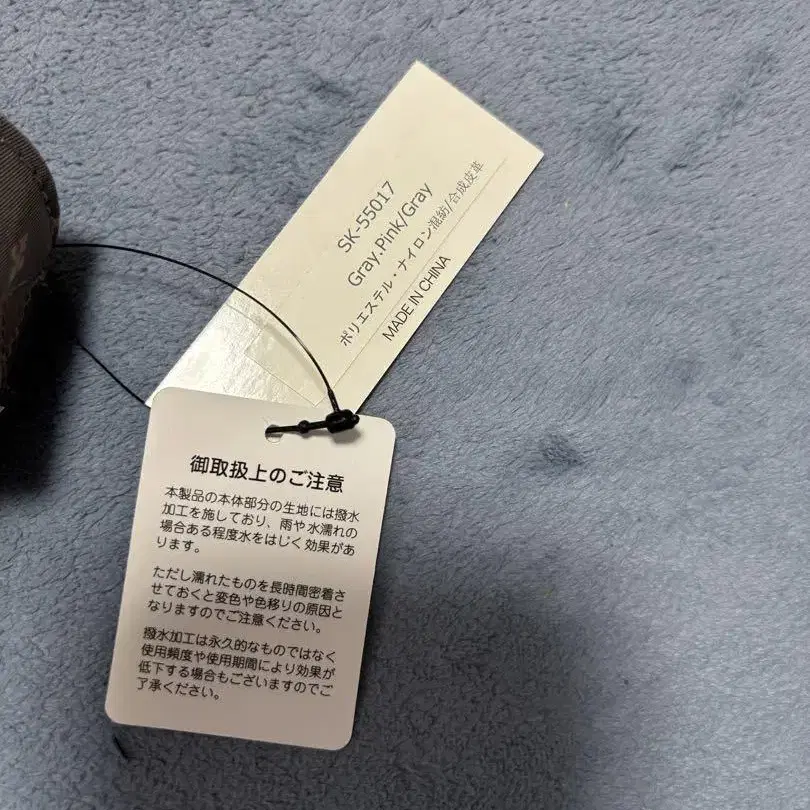 SK-55017
Gray.Pink/Gray
ポリエステル・ナイロン混紡/合成皮革
MADE IN CHINA
御取扱上のご注意
本製品の本体部分の生地には撥水
加工を施しており、雨や水濡れの
場合ある程度水をはじく効果があ
ります。
ただし濡れたものを長時間密着さ
せておくと変色や色移りの原因と
なりますのでご注意ください。
撥水加工は永久的なものではなく
使用頻度や使用期間により効果が
低下する場合もございますのでご
了承ください。